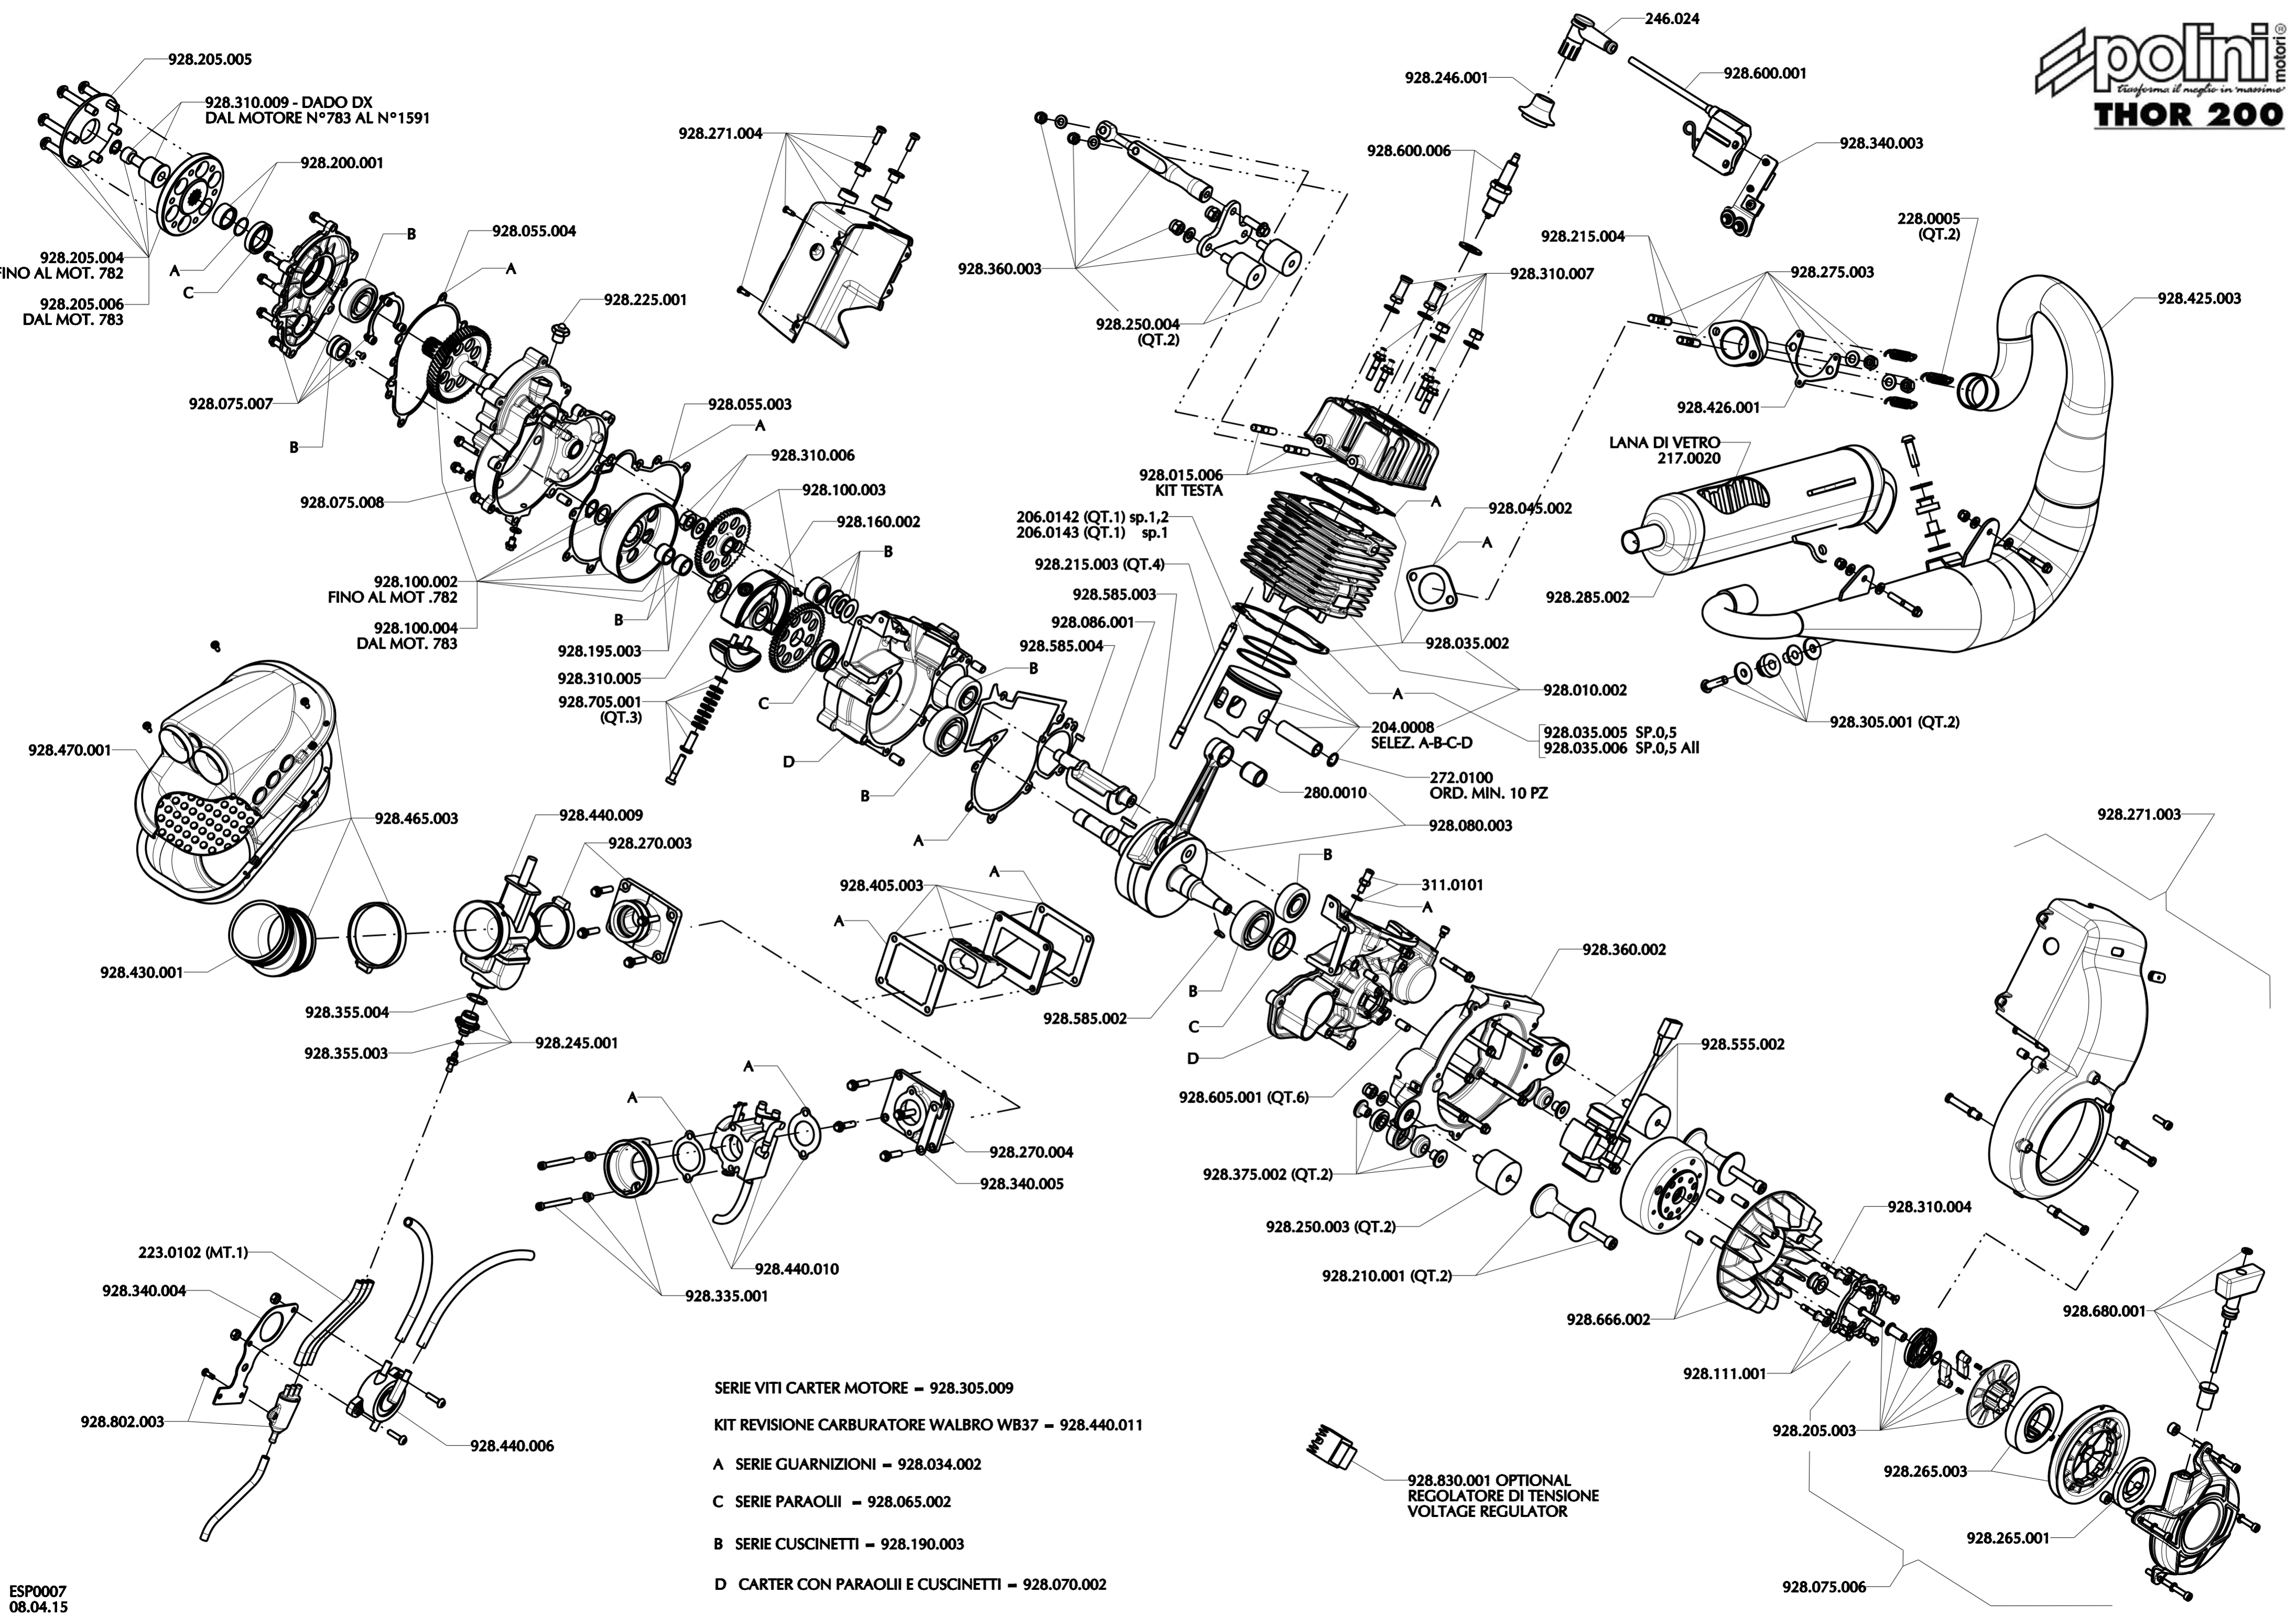 polini
motori®
trasforma il meglio in massimo
THOR 200
246.024
928.246.001
928.600.001
928.600.006
928.340.003
928.205.005
928.310.009 - DADO DX
DAL MOTORE N°783 AL N°1591
928.200.001
928.271.004
B
928.055.004
A
A
C
928.205.004
FINO AL MOT. 782
928.205.006
DAL MOT. 783
928.225.001
928.360.003
928.250.004
(QT.2)
928.310.007
928.215.004
228.0005
(QT.2)
928.275.003
928.425.003
928.426.001
928.075.007
B
928.055.003
A
928.310.006
928.100.003
928.160.002
B
928.075.008
928.015.006
KIT TESTA
LANA DI VETRO
217.0020
A
928.045.002
A
206.0142 (QT.1) sp.1,2
206.0143 (QT.1) sp.1
928.215.003 (QT.4)
928.585.003
928.086.001
928.585.004
928.100.002
FINO AL MOT .782
928.100.004
DAL MOT. 783
B
928.195.003
928.310.005
928.705.001
(QT.3)
C
D
B
B
A
928.285.002
928.035.002
A
928.010.002
204.0008
SELEZ. A-B-C-D
928.035.005 SP.0,5
928.035.006 SP.0,5 All
928.305.001 (QT.2)
272.0100
ORD. MIN. 10 PZ
280.0010
928.080.003
928.470.001
928.465.003
928.440.009
928.270.003
928.430.001
928.355.004
928.355.003
928.245.001
928.405.003
A
A
B
311.0101
A
928.271.003
928.360.002
B
928.585.002
C
D
928.555.002
928.605.001 (QT.6)
A
A
928.270.004
928.340.005
928.375.002 (QT.2)
928.250.003 (QT.2)
928.210.001 (QT.2)
928.310.004
223.0102 (MT.1)
928.340.004
928.440.010
928.335.001
928.666.002
928.680.001
928.111.001
928.802.003
928.440.006
928.205.003
928.265.003
928.265.001
928.075.006
SERIE VITI CARTER MOTORE = 928.305.009
KIT REVISIONE CARBURATORE WALBRO WB37 = 928.440.011
A SERIE GUARNIZIONI = 928.034.002
C SERIE PARAOLII = 928.065.002
B SERIE CUSCINETTI = 928.190.003
D CARTER CON PARAOLII E CUSCINETTI = 928.070.002
928.830.001 OPTIONAL
REGOLATORE DI TENSIONE
VOLTAGE REGULATOR
ESP0007
08.04.15